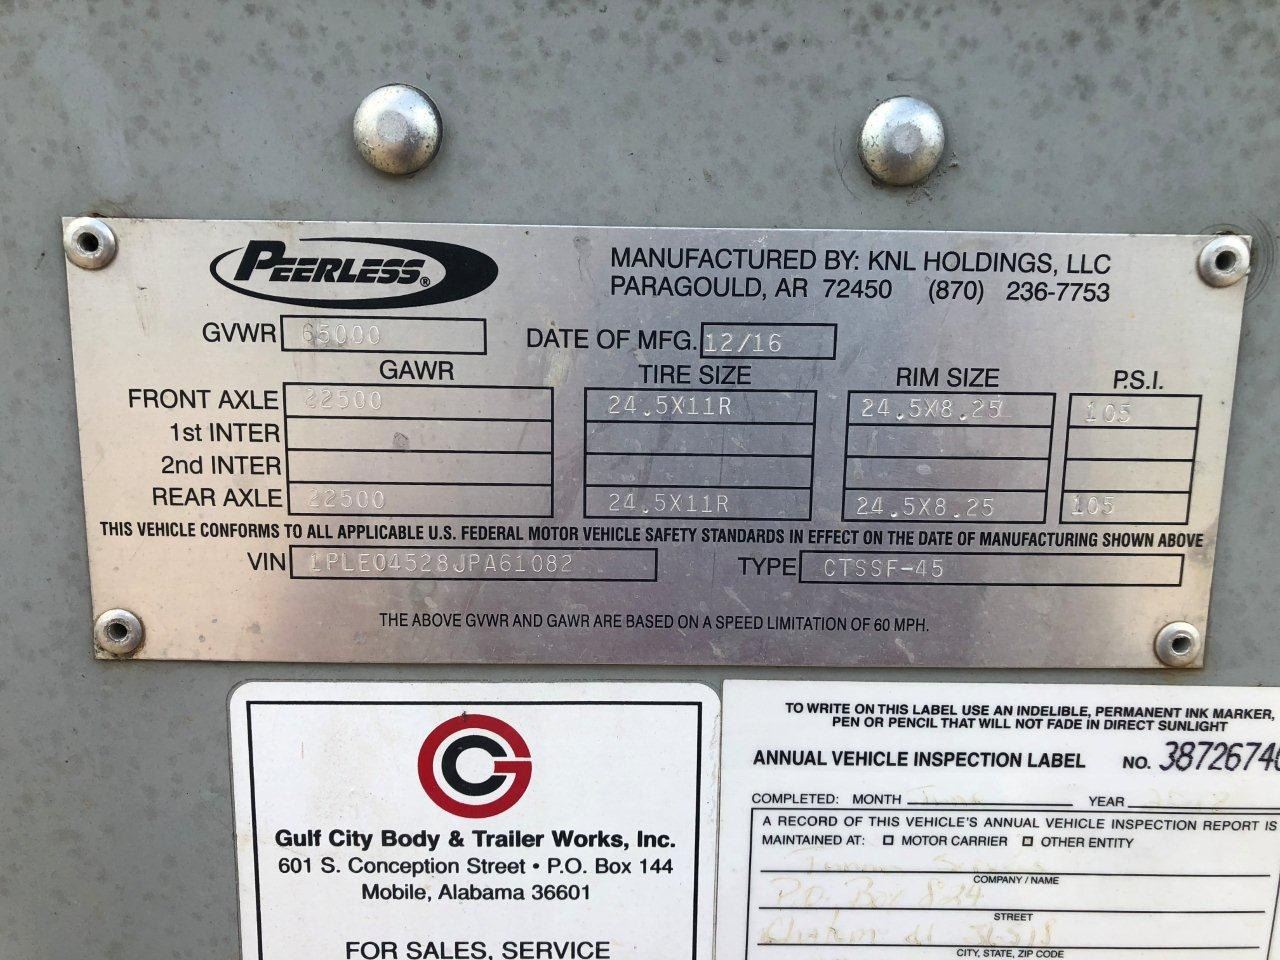 PEERLESS®
MANUFACTURED BY: KNL HOLDINGS, LLC
PARAGOULD, AR 72450 (870) 236-7753
GVWR 65000 DATE OF MFG. 12/16
GAWR TIRE SIZE RIM SIZE P.S.I.
FRONT AXLE 22500 24.5X11R 24.5X8.25 105
1st INTER
2nd INTER
REAR AXLE 22500 24.5X11R 24.5X8.25 105
THIS VEHICLE CONFORMS TO ALL APPLICABLE U.S. FEDERAL MOTOR VEHICLE SAFETY STANDARDS IN EFFECT ON THE DATE OF MANUFACTURING SHOWN ABOVE
VIN 1PLE04528JPA61082 TYPE CTSSF-45
THE ABOVE GVWR AND GAWR ARE BASED ON A SPEED LIMITATION OF 60 MPH.
GC
Gulf City Body & Trailer Works, Inc.
601 S. Conception Street • P.O. Box 144
Mobile, Alabama 36601
FOR SALES, SERVICE
TO WRITE ON THIS LABEL USE AN INDELIBLE, PERMANENT INK MARKER,
PEN OR PENCIL THAT WILL NOT FADE IN DIRECT SUNLIGHT
ANNUAL VEHICLE INSPECTION LABEL NO. 3872674
COMPLETED: MONTH June YEAR
A RECORD OF THIS VEHICLE'S ANNUAL VEHICLE INSPECTION REPORT IS
MAINTAINED AT: MOTOR CARRIER OTHER ENTITY
COMPANY / NAME
P.O. Box 824
STREET
36518
CITY, STATE, ZIP CODE